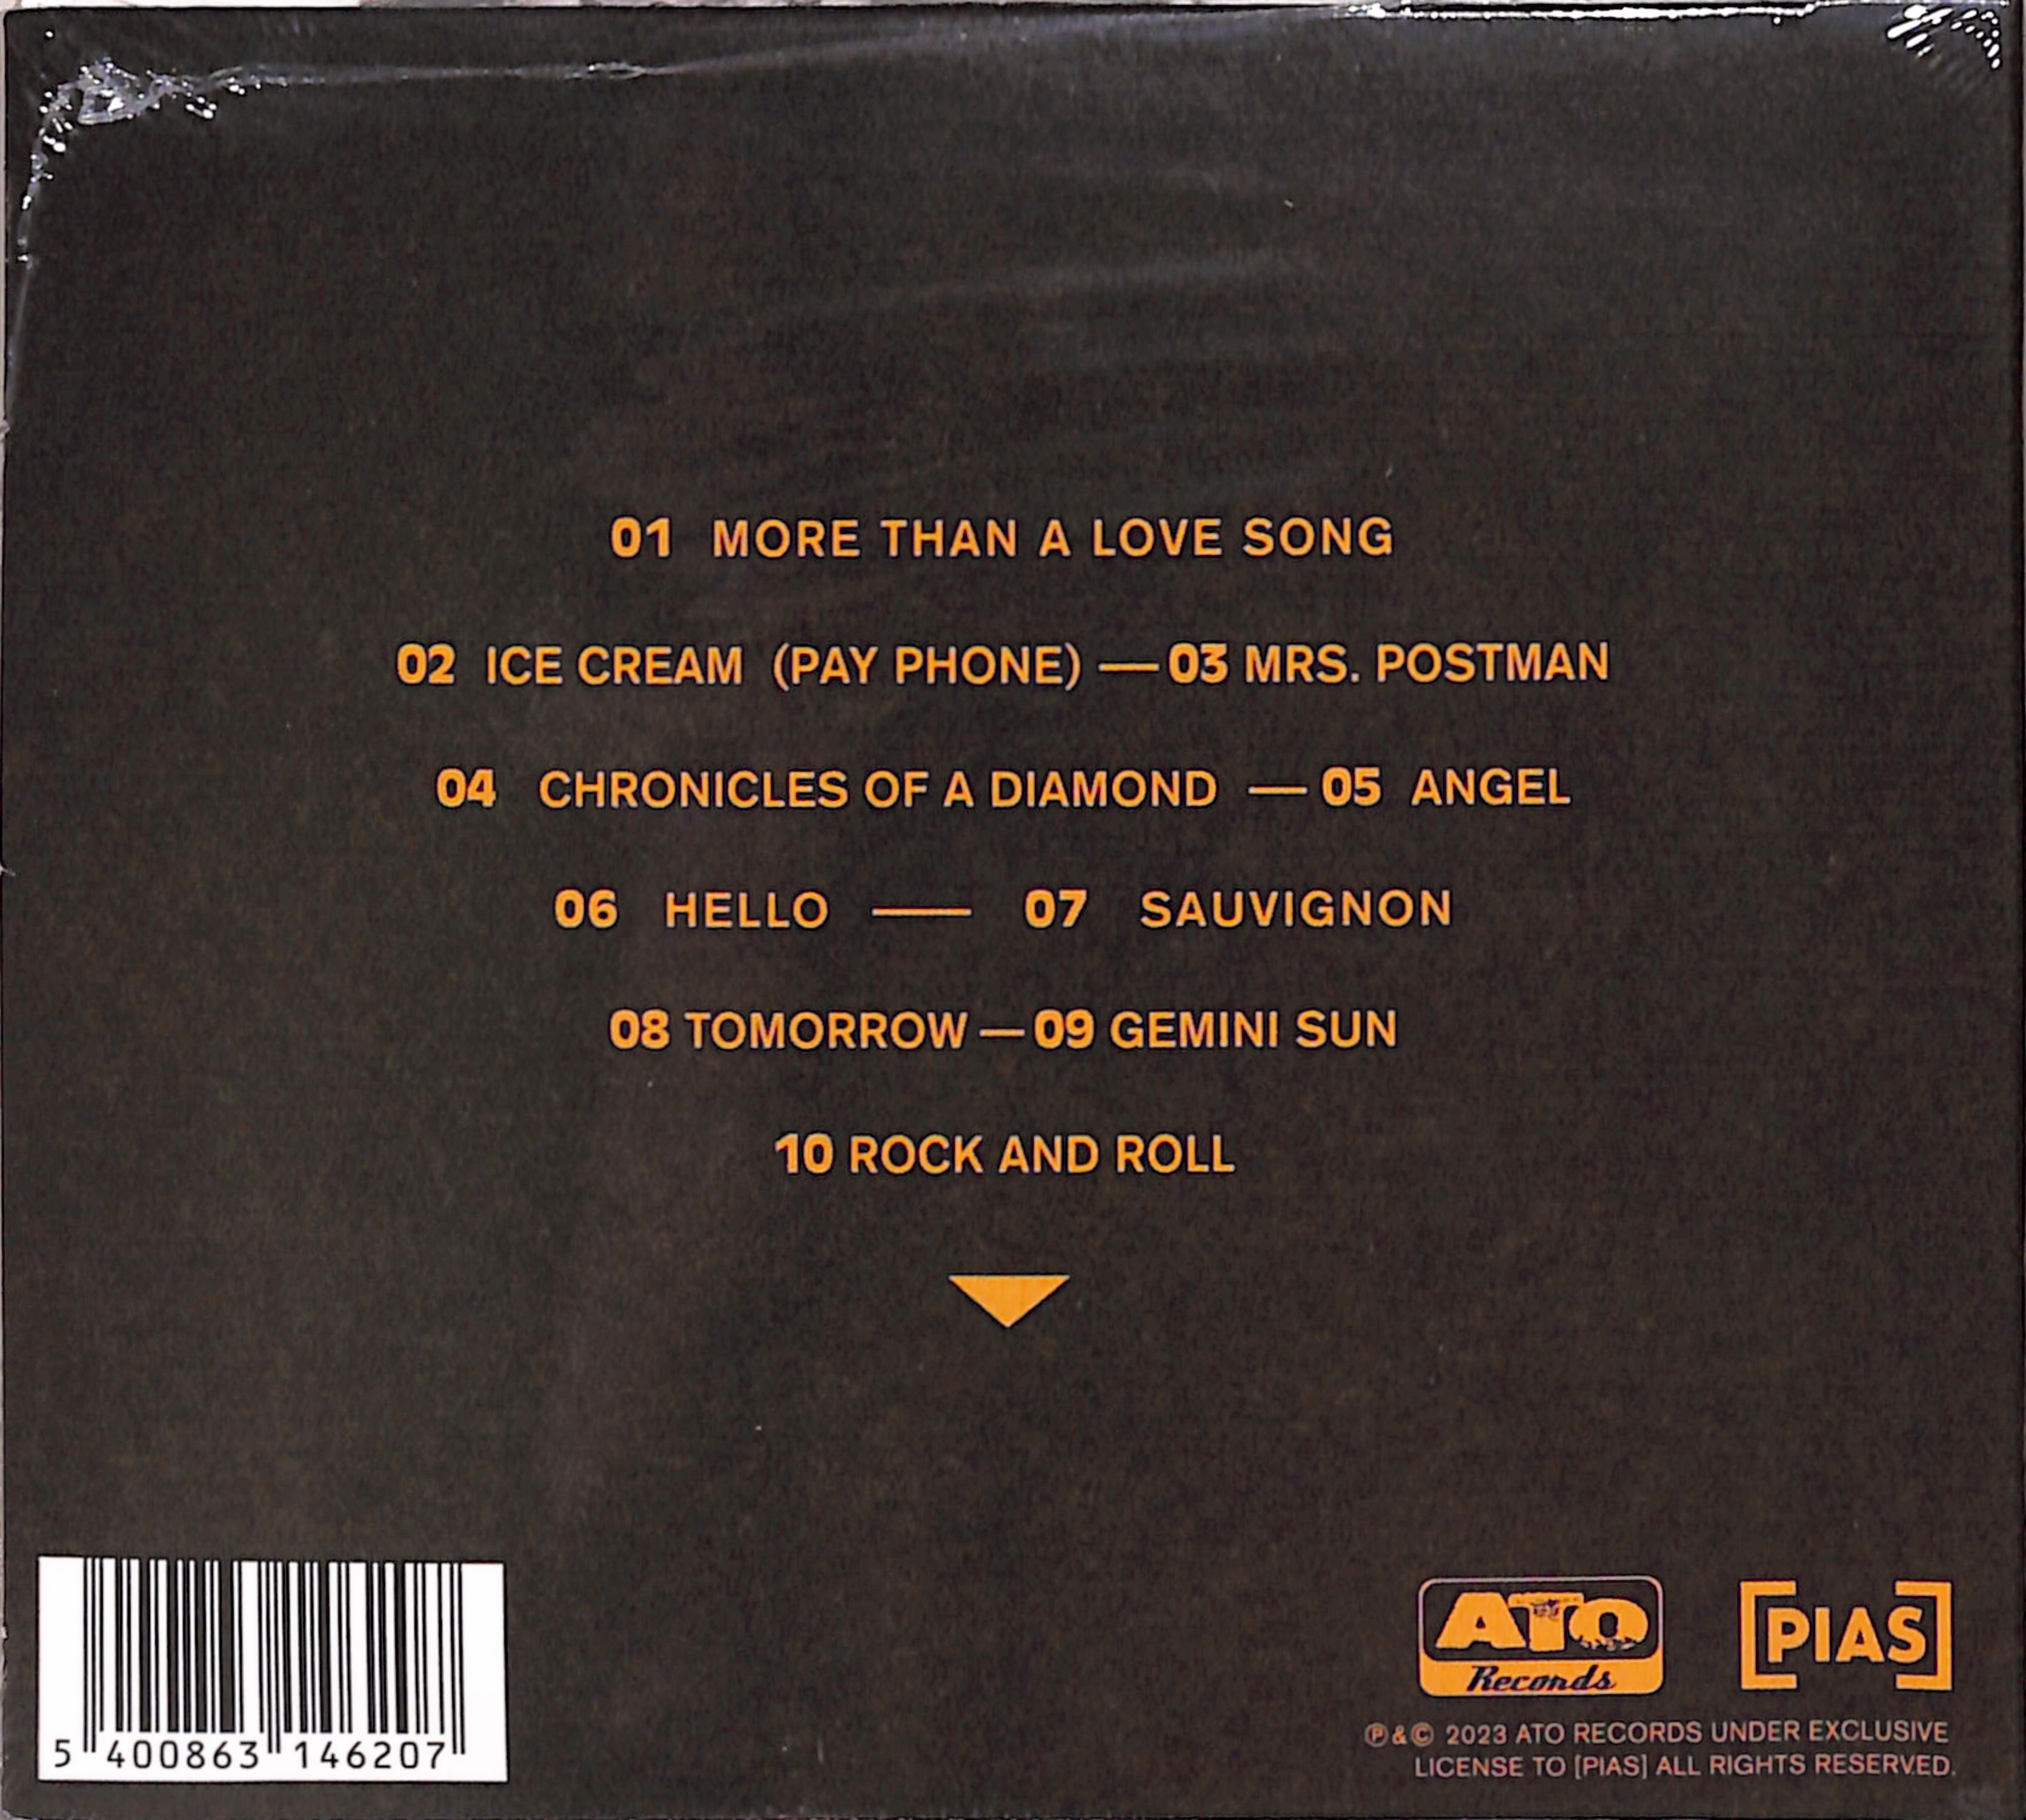 01 MORE THAN A LOVE SONG
02 ICE CREAM (PAY PHONE) — 03 MRS. POSTMAN
04 CHRONICLES OF A DIAMOND — 05 ANGEL
06 HELLO — 07 SAUVIGNON
08 TOMORROW — 09 GEMINI SUN
10 ROCK AND ROLL
5 400863 146207
ATO
Records
[PIAS]
℗ & © 2023 ATO RECORDS UNDER EXCLUSIVE
LICENSE TO [PIAS] ALL RIGHTS RESERVED.